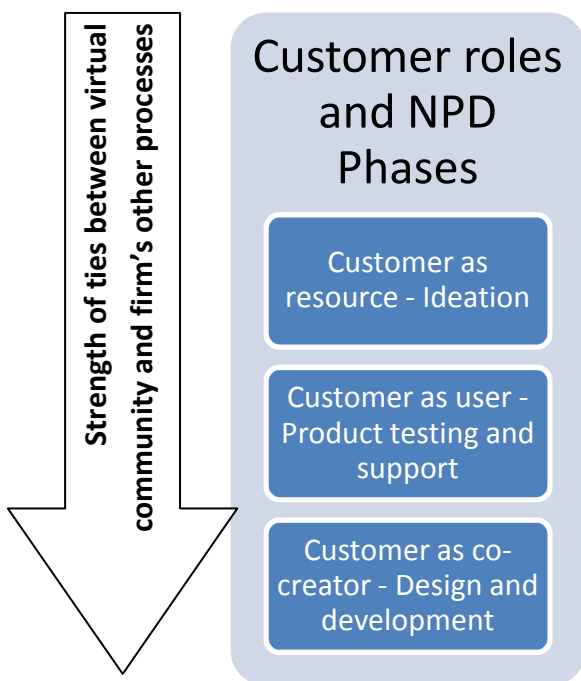 Strength of ties between virtual
community and firm's other processes
Customer roles
and NPD
Phases
Customer as
resource - Ideation
Customer as user -
Product testing and
support
Customer as co-
creator - Design and
development